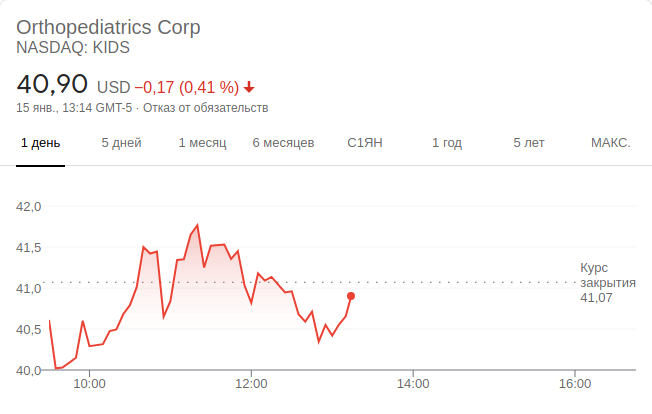 Orthopediatrics Corp
NASDAQ: KIDS
40,90 USD −0,17 (0,41 %)
15 янв., 13:14 GMT-5 · Отказ от обязательств
1 день 5 дней 1 месяц 6 месяцев С1ЯН 1 год 5 лет МАКС.
42,0
41,5
41,0
40,5
40,0
Курс
закрытия
41,07
10:00 12:00 14:00 16:00